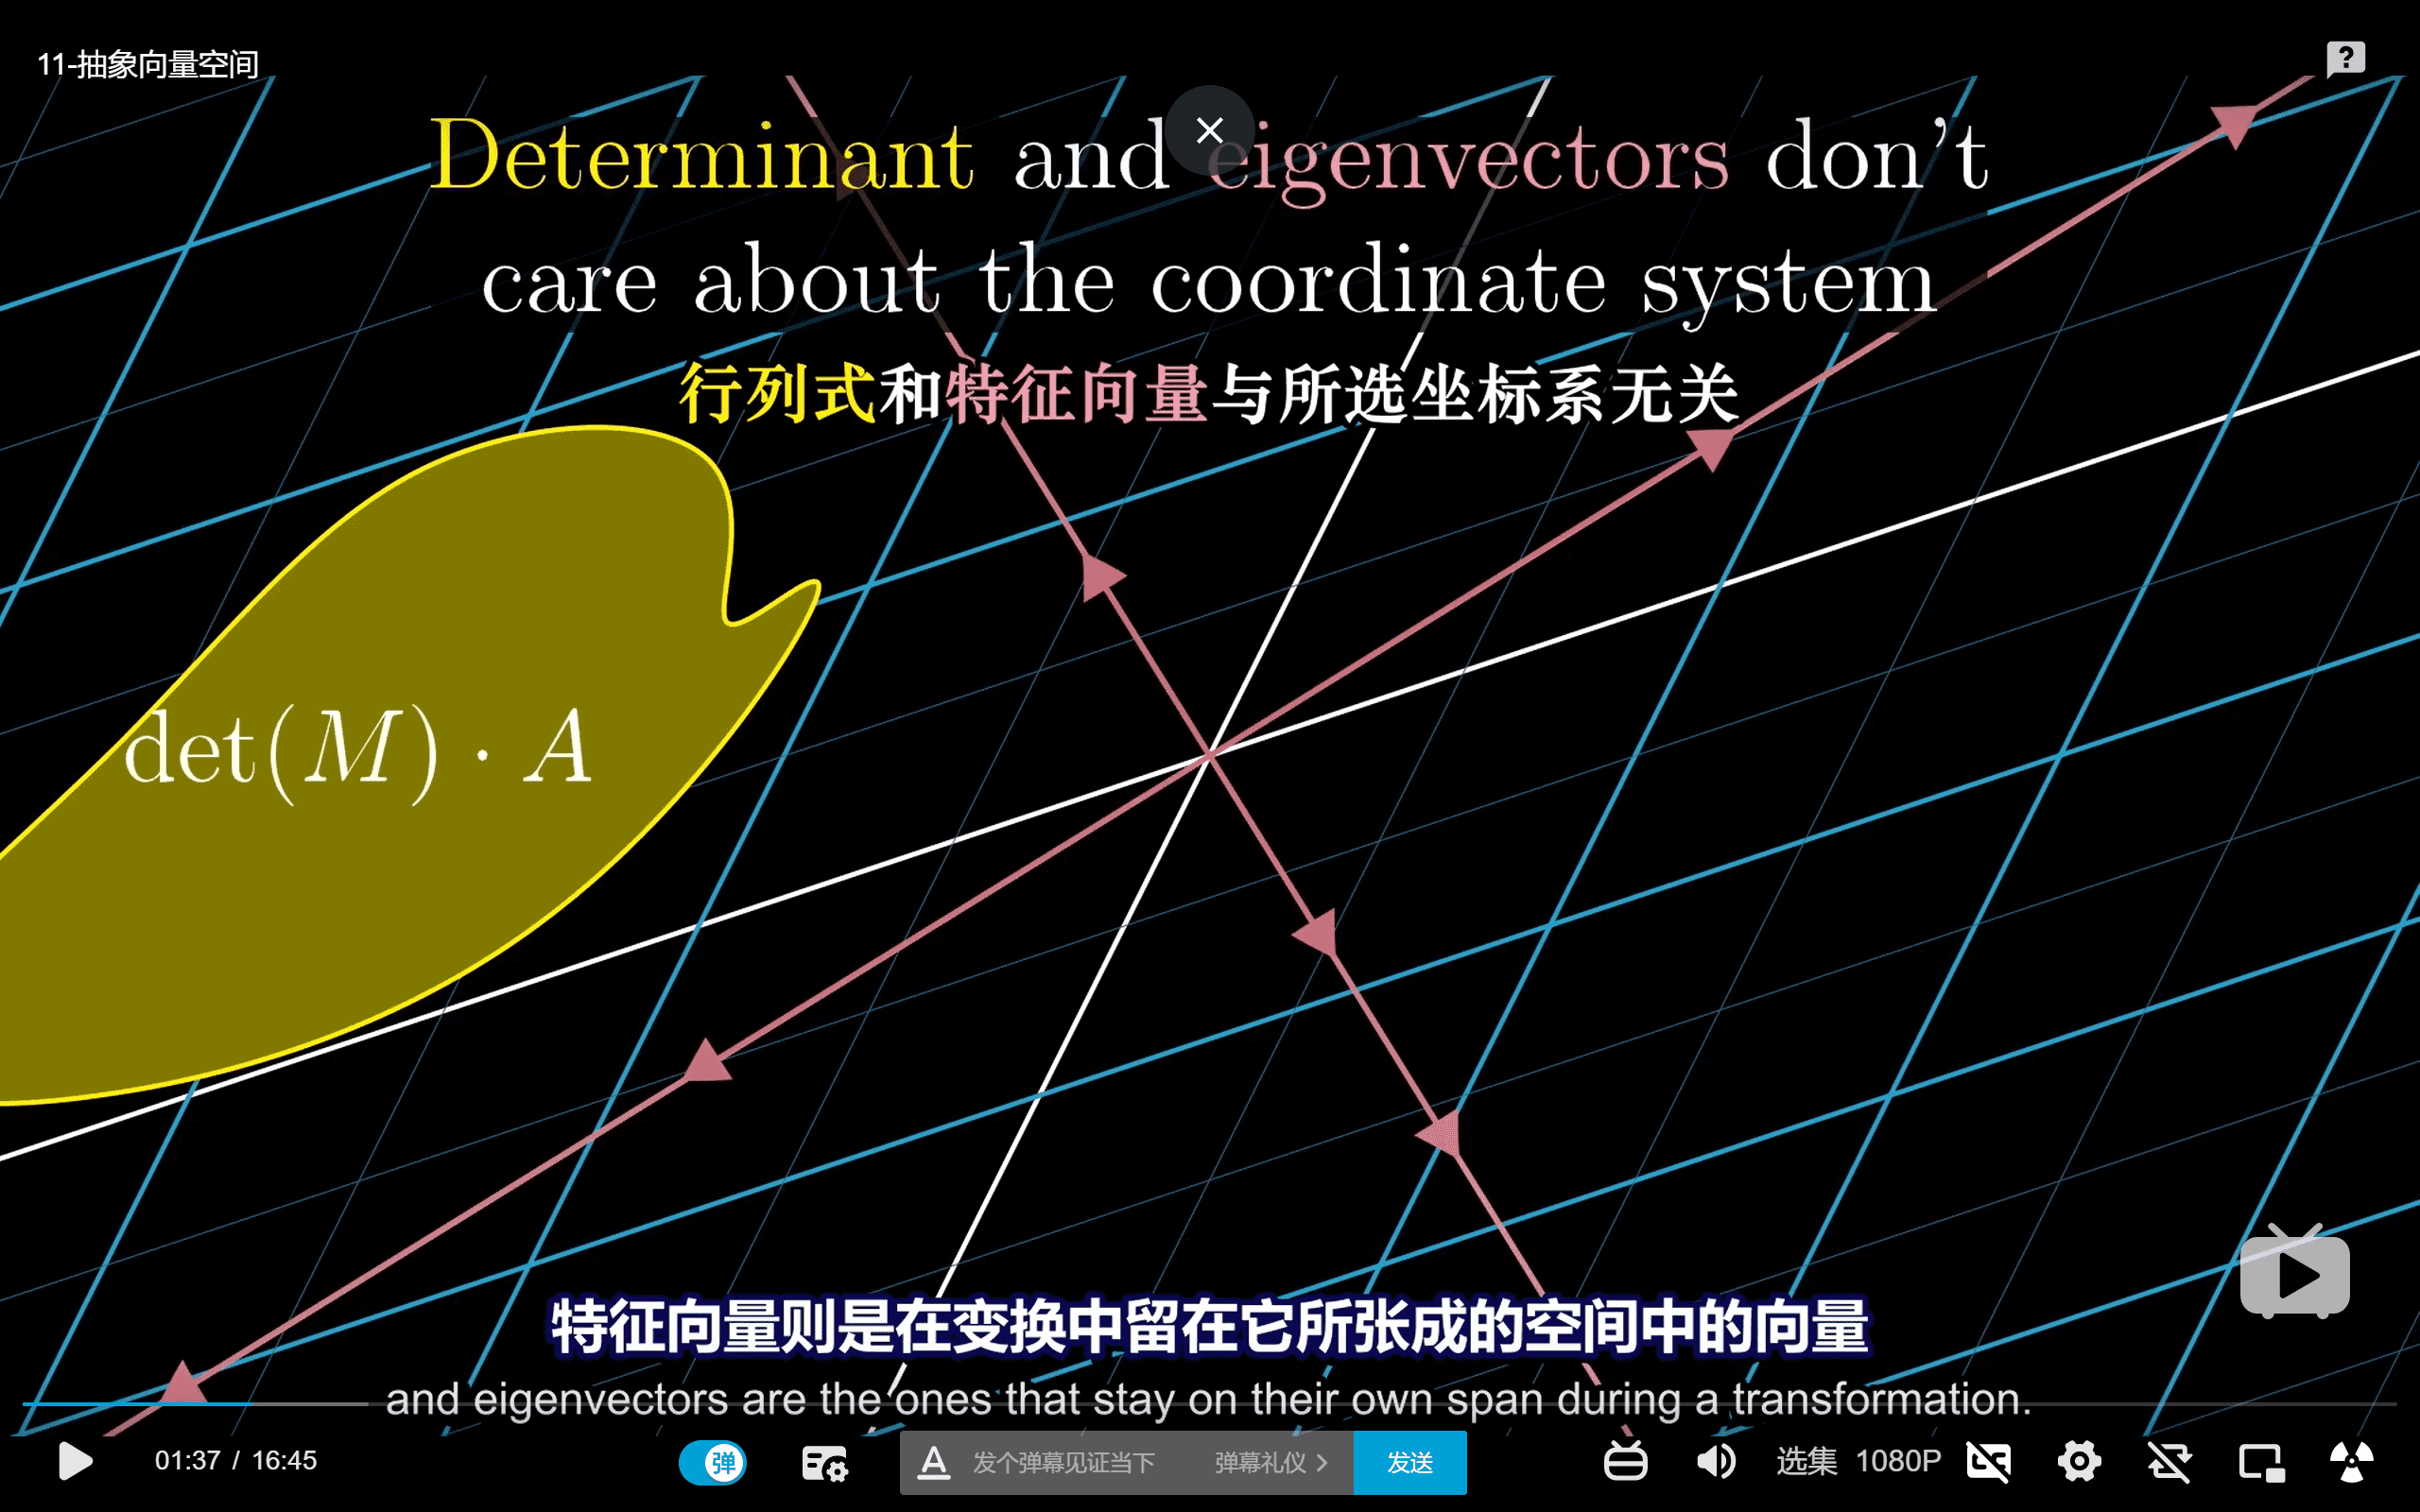 11-抽象向量空间
Determinant and eigenvectors don't
care about the coordinate system
行列式和特征向量与所选坐标系无关
det(M) · A
特征向量则是在变换中留在它所张成的空间中的向量
and eigenvectors are the ones that stay on their own span during a transformation.
01:37 / 16:45
弹
发个弹幕见证当下
弹幕礼仪 >
发送
选集
1080P